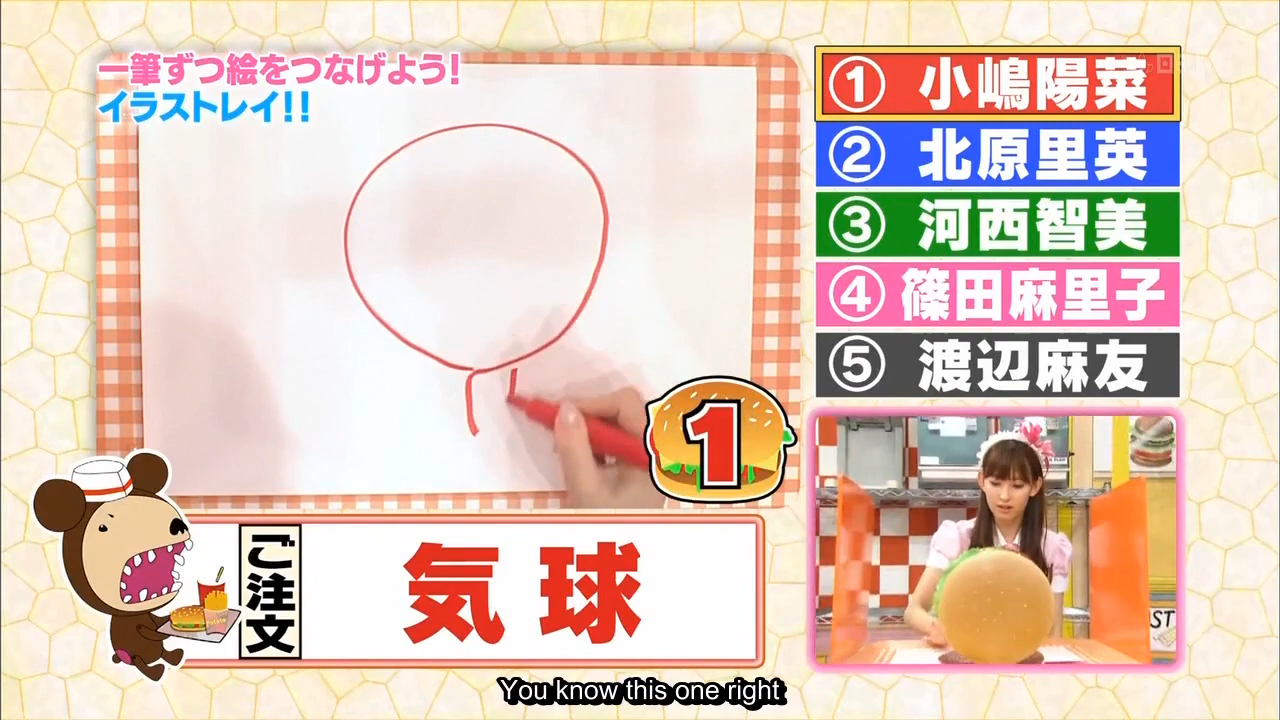 一筆ずつ絵をつなげよう!
イラストレイ!!
① 小嶋陽菜
② 北原里英
③ 河西智美
④ 篠田麻里子
⑤ 渡辺麻友
1
ご注文
気球
You know this one right